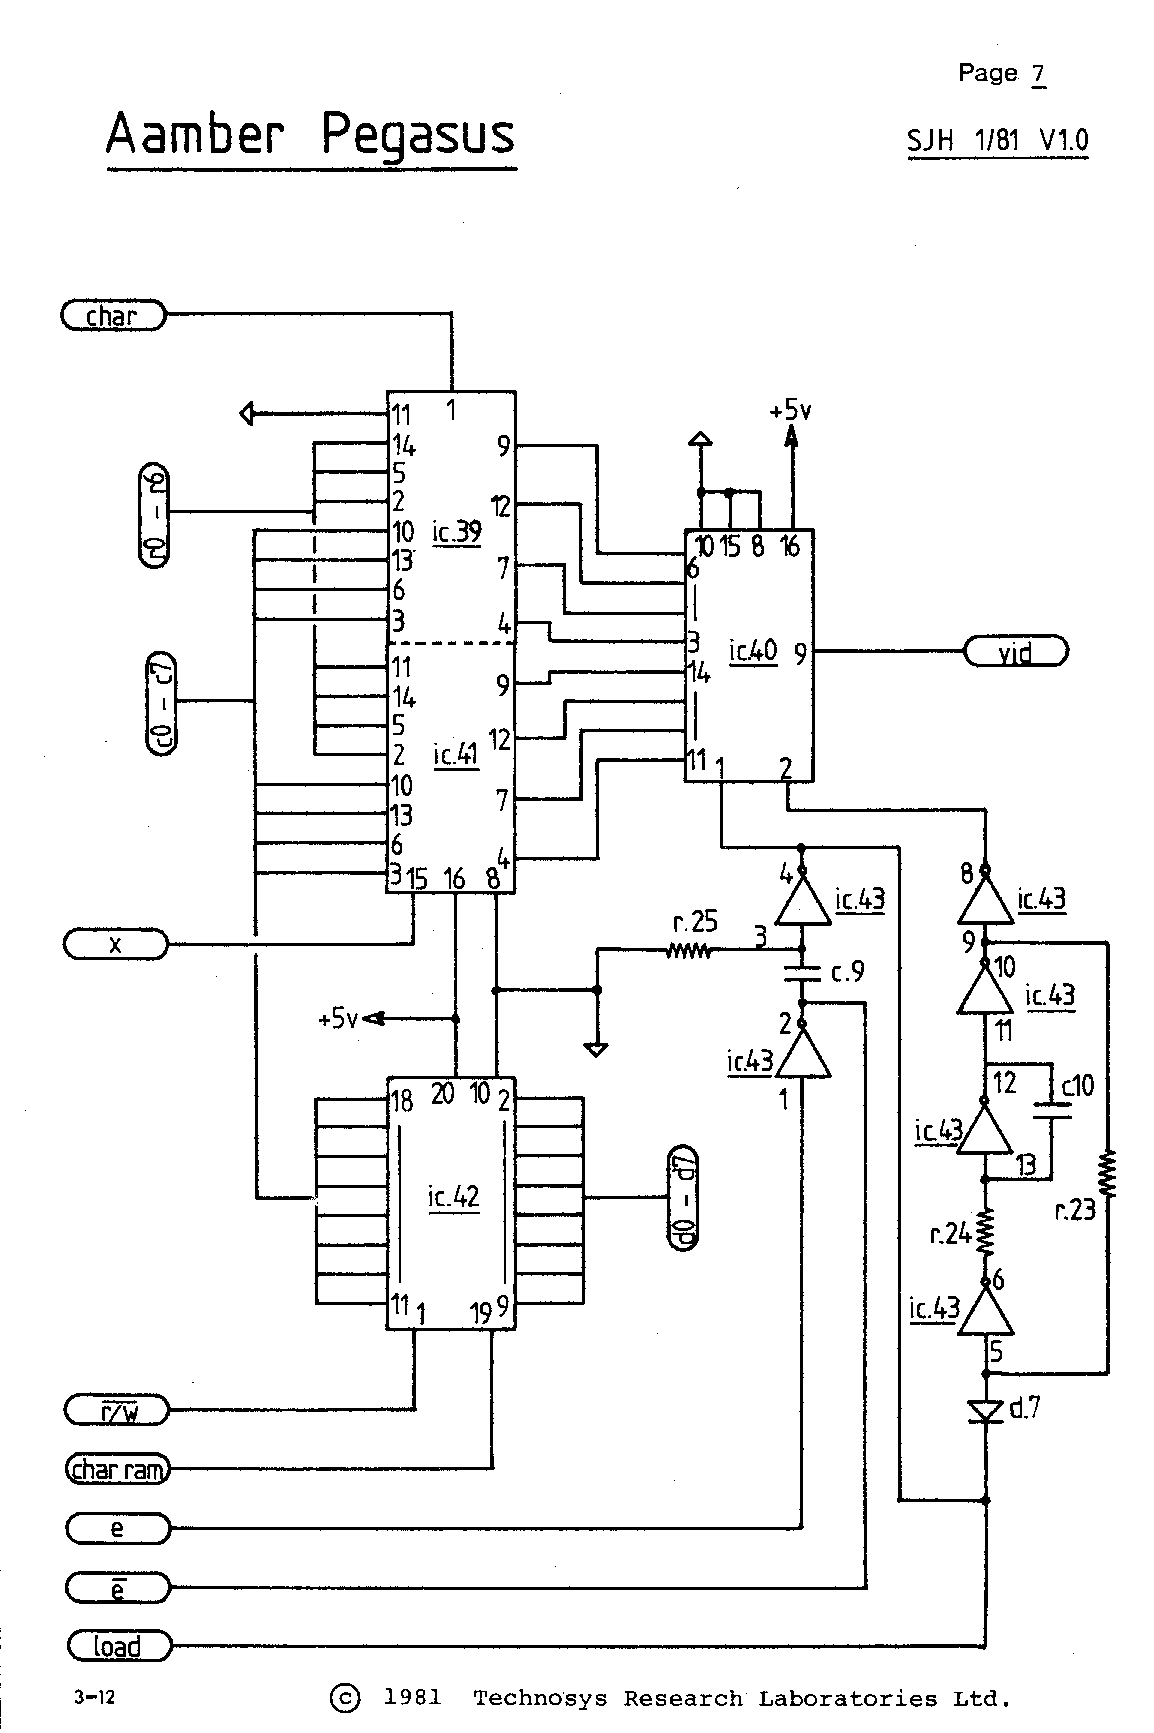 Page 7
Aamber Pegasus
SJH 1/81 V1.0
char
11
1
14
9
5
2
12
ic.39
10
13
7
6
3
4
r0 - r6
+5v
10 15 8 16
6
3
ic.40
9
14
11
1
2
vid
c0 - c7
11
9
14
5
12
2
ic.41
10
7
13
6
4
3
15 16 8
x
4
ic.43
8
ic.43
r.25
3
9
c.9
10
ic.43
11
+5v
2
ic.43
1
12
c10
ic.43
13
18
20 10 2
ic.42
d0 - d7
r.24
r.23
6
ic.43
5
11 1
19 9
d.7
r/w
char ram
e
e̅
load
3-12
© 1981 Technosys Research Laboratories Ltd.